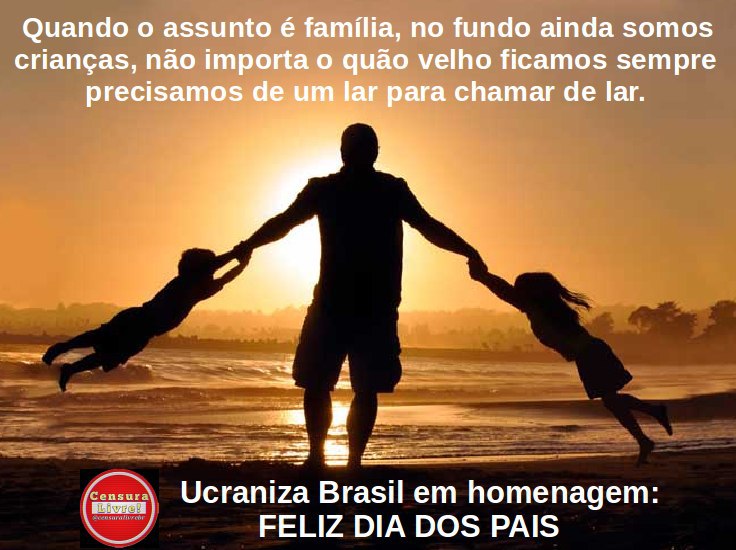 Quando o assunto é família, no fundo ainda somos
crianças, não importa o quão velho ficamos sempre
precisamos de um lar para chamar de lar.
Censura
Livre!
@censuralivrebr
Ucraniza Brasil em homenagem:
FELIZ DIA DOS PAIS